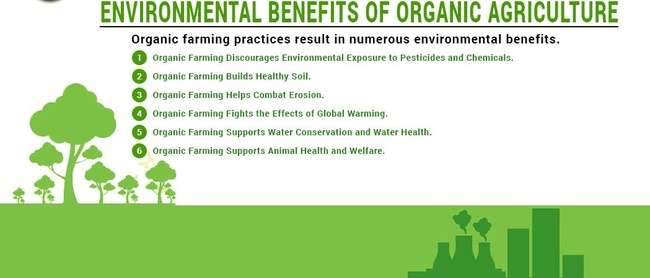 ENVIRONMENTAL BENEFITS OF ORGANIC AGRICULTURE
Organic farming practices result in numerous environmental benefits.
1 Organic Farming Discourages Environmental Exposure to Pesticides and Chemicals.
2 Organic Farming Builds Healthy Soil.
3 Organic Farming Helps Combat Erosion.
4 Organic Farming Fights the Effects of Global Warming.
5 Organic Farming Supports Water Conservation and Water Health.
6 Organic Farming Supports Animal Health and Welfare.